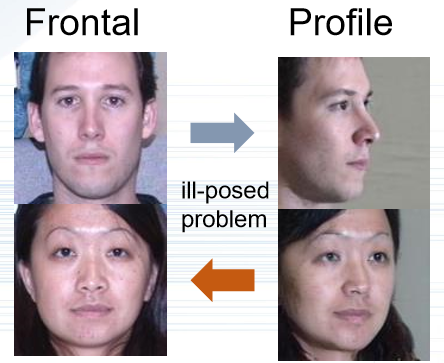 Frontal
Profile
ill-posed
problem